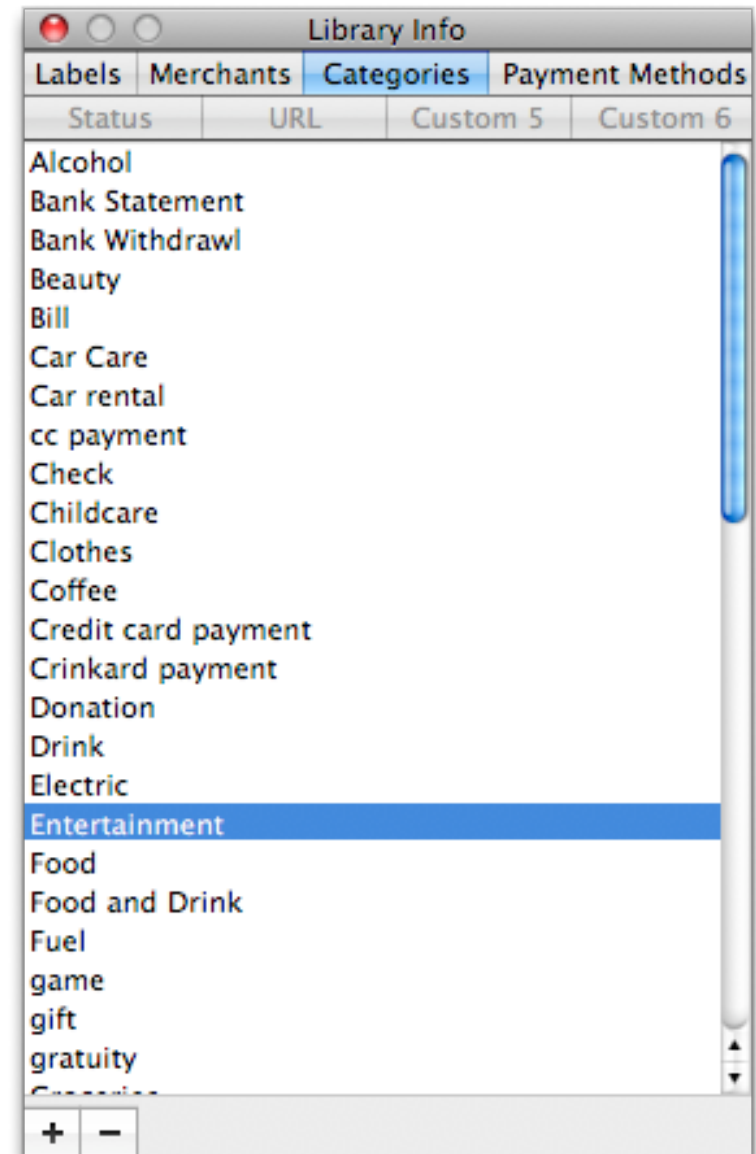 Library Info
Labels Merchants Categories Payment Methods
Status URL Custom 5 Custom 6
Alcohol
Bank Statement
Bank Withdrawl
Beauty
Bill
Car Care
Car rental
cc payment
Check
Childcare
Clothes
Coffee
Credit card payment
Crinkard payment
Donation
Drink
Electric
Entertainment
Food
Food and Drink
Fuel
game
gift
gratuity
Groceries
+ −